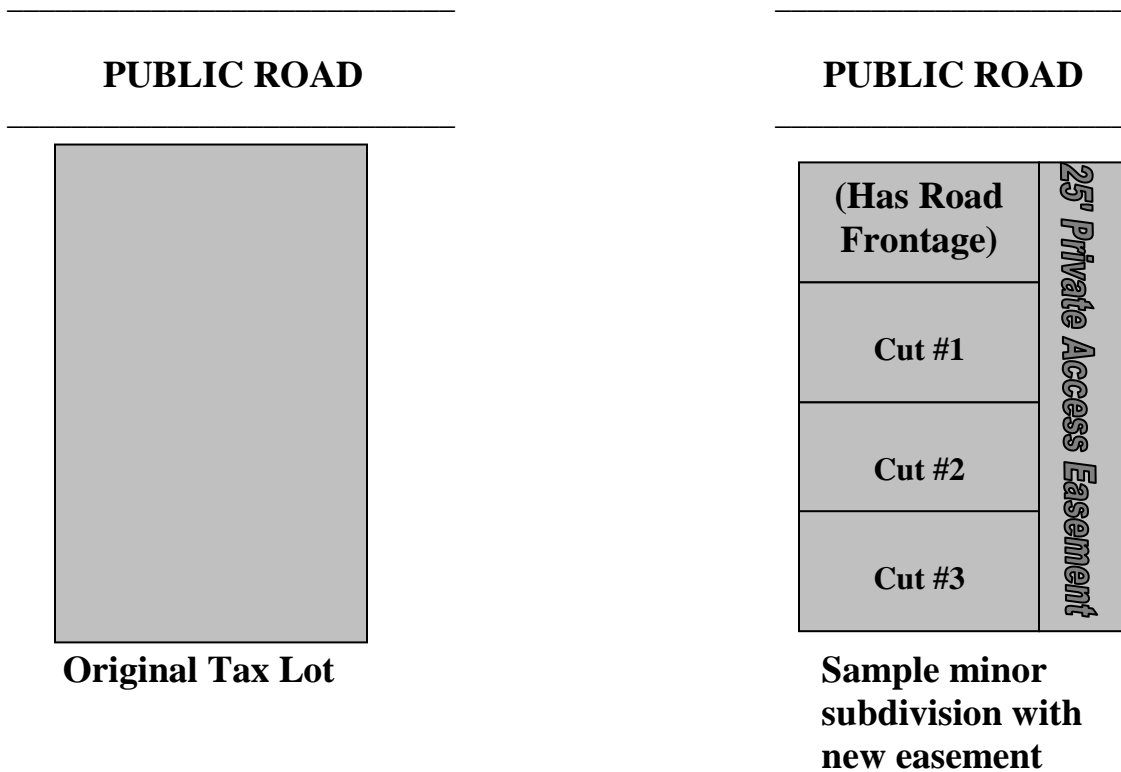 PUBLIC ROAD
Original Tax Lot
PUBLIC ROAD
(Has Road
Frontage)
Cut #1
Cut #2
Cut #3
25' Private Access Easement
Sample minor
subdivision with
new easement